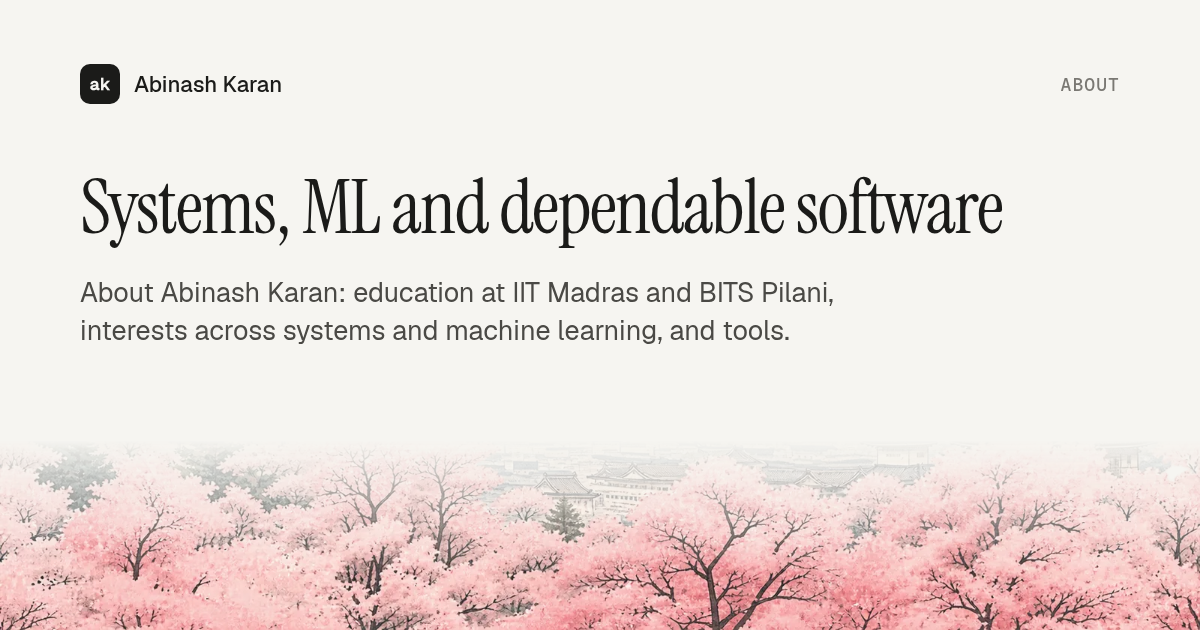 ak Abinash Karan
ABOUT
Systems, ML and dependable software
About Abinash Karan: education at IIT Madras and BITS Pilani,
interests across systems and machine learning, and tools.